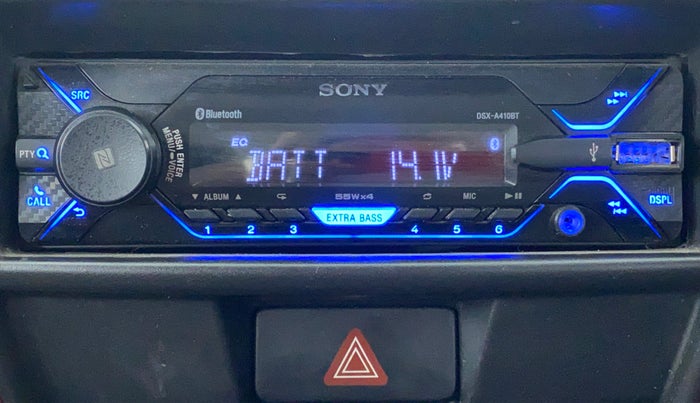 SONY
SRC
Bluetooth
DSX-A410BT
PUSH ENTER
MENU/VOICE
EQ
BATT 14.1V
PTY
CALL
▼ ALBUM ▲
55W×4
MIC
DSPL
EXTRA BASS
1 2 3 4 5 6